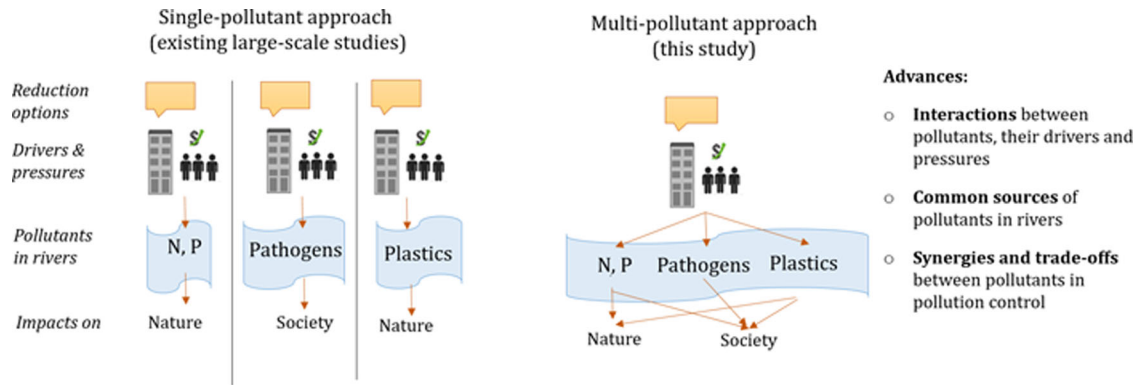 Single-pollutant approach
(existing large-scale studies)
Reduction
options
Drivers &
pressures
$
$
$
Pollutants
in rivers
N, P
Pathogens
Plastics
Impacts on
Nature
Society
Nature
Multi-pollutant approach
(this study)
$
N, P
Pathogens
Plastics
Nature
Society
Advances:
Interactions between
pollutants, their drivers and
pressures
Common sources of
pollutants in rivers
Synergies and trade-offs
between pollutants in
pollution control